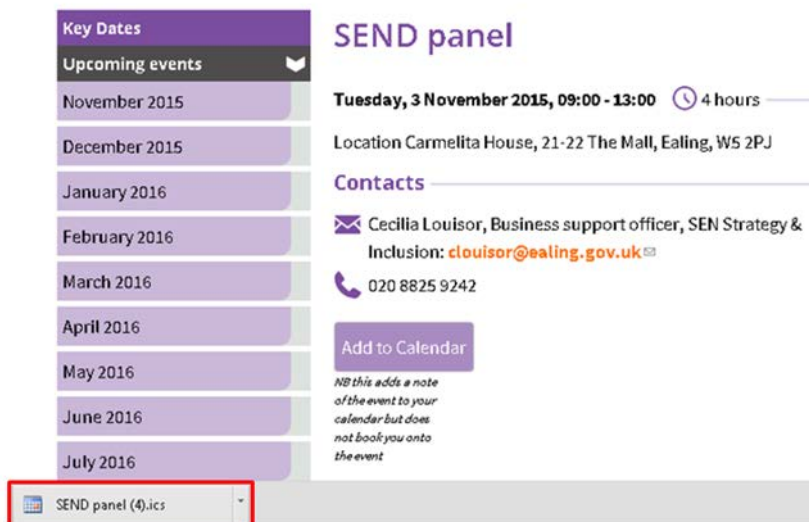 Key Dates
Upcoming events
November 2015
December 2015
January 2016
February 2016
March 2016
April 2016
May 2016
June 2016
July 2016
SEND panel
Tuesday, 3 November 2015, 09:00 - 13:00 4 hours
Location Carmelita House, 21-22 The Mall, Ealing, W5 2PJ
Contacts
Cecilia Louisor, Business support officer, SEN Strategy &
Inclusion: clouisor@ealing.gov.uk
020 8825 9242
Add to Calendar
NB this adds a note
of the event to your
calendar but does
not book you onto
the event
SEND panel (4).ics